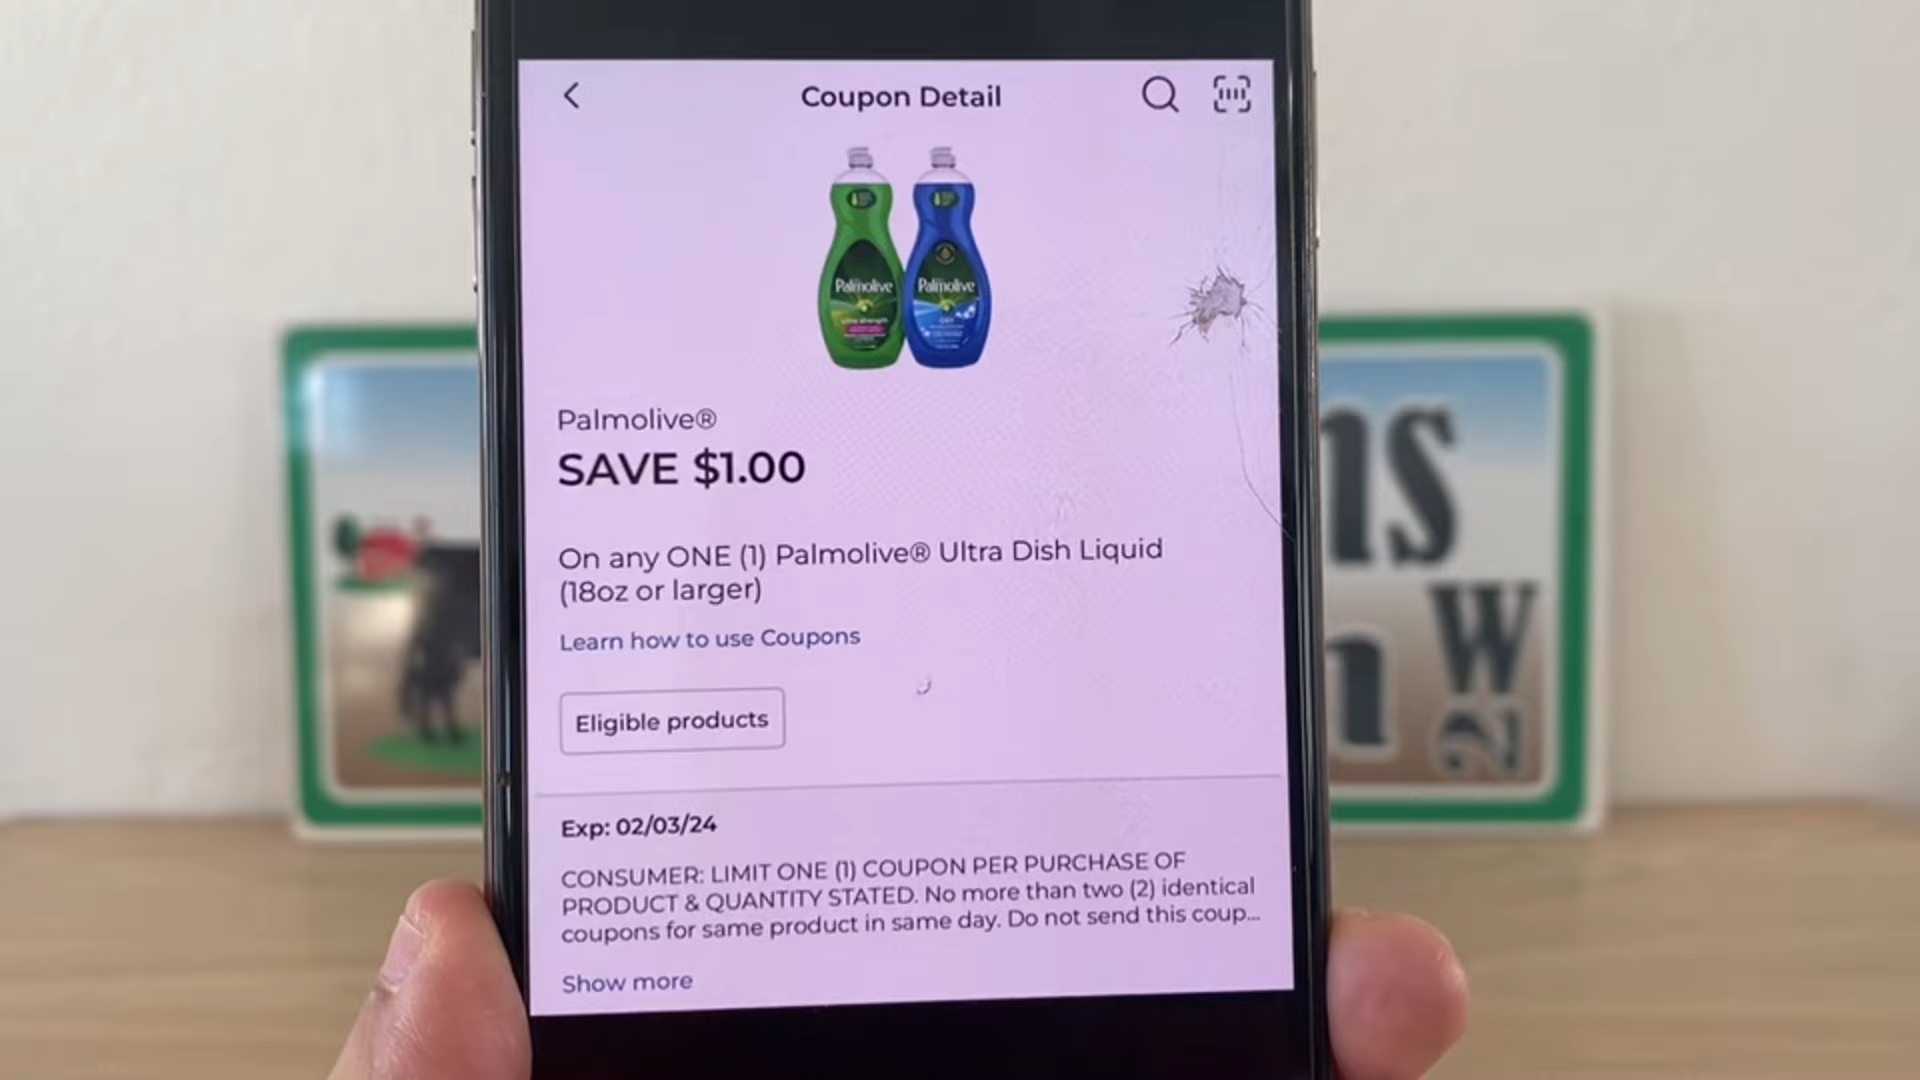 Coupon Detail
Palmolive
Palmolive
Palmolive®
SAVE $1.00
On any ONE (1) Palmolive® Ultra Dish Liquid
(18oz or larger)
Learn how to use Coupons
Eligible products
Exp: 02/03/24
CONSUMER: LIMIT ONE (1) COUPON PER PURCHASE OF
PRODUCT & QUANTITY STATED. No more than two (2) identical
coupons for same product in same day. Do not send this coup...
Show more
ns
W